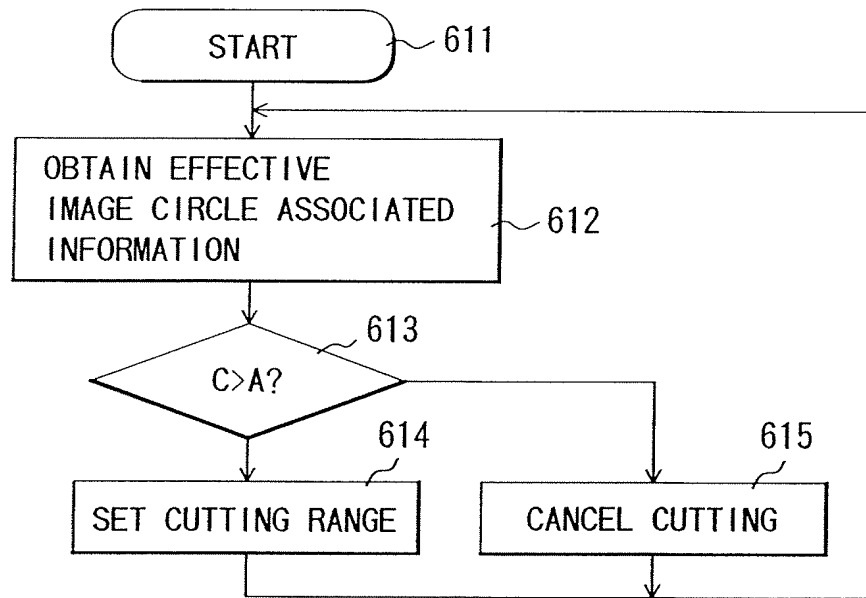 START
611
OBTAIN EFFECTIVE
IMAGE CIRCLE ASSOCIATED
INFORMATION
612
613
C>A?
614
615
SET CUTTING RANGE
CANCEL CUTTING